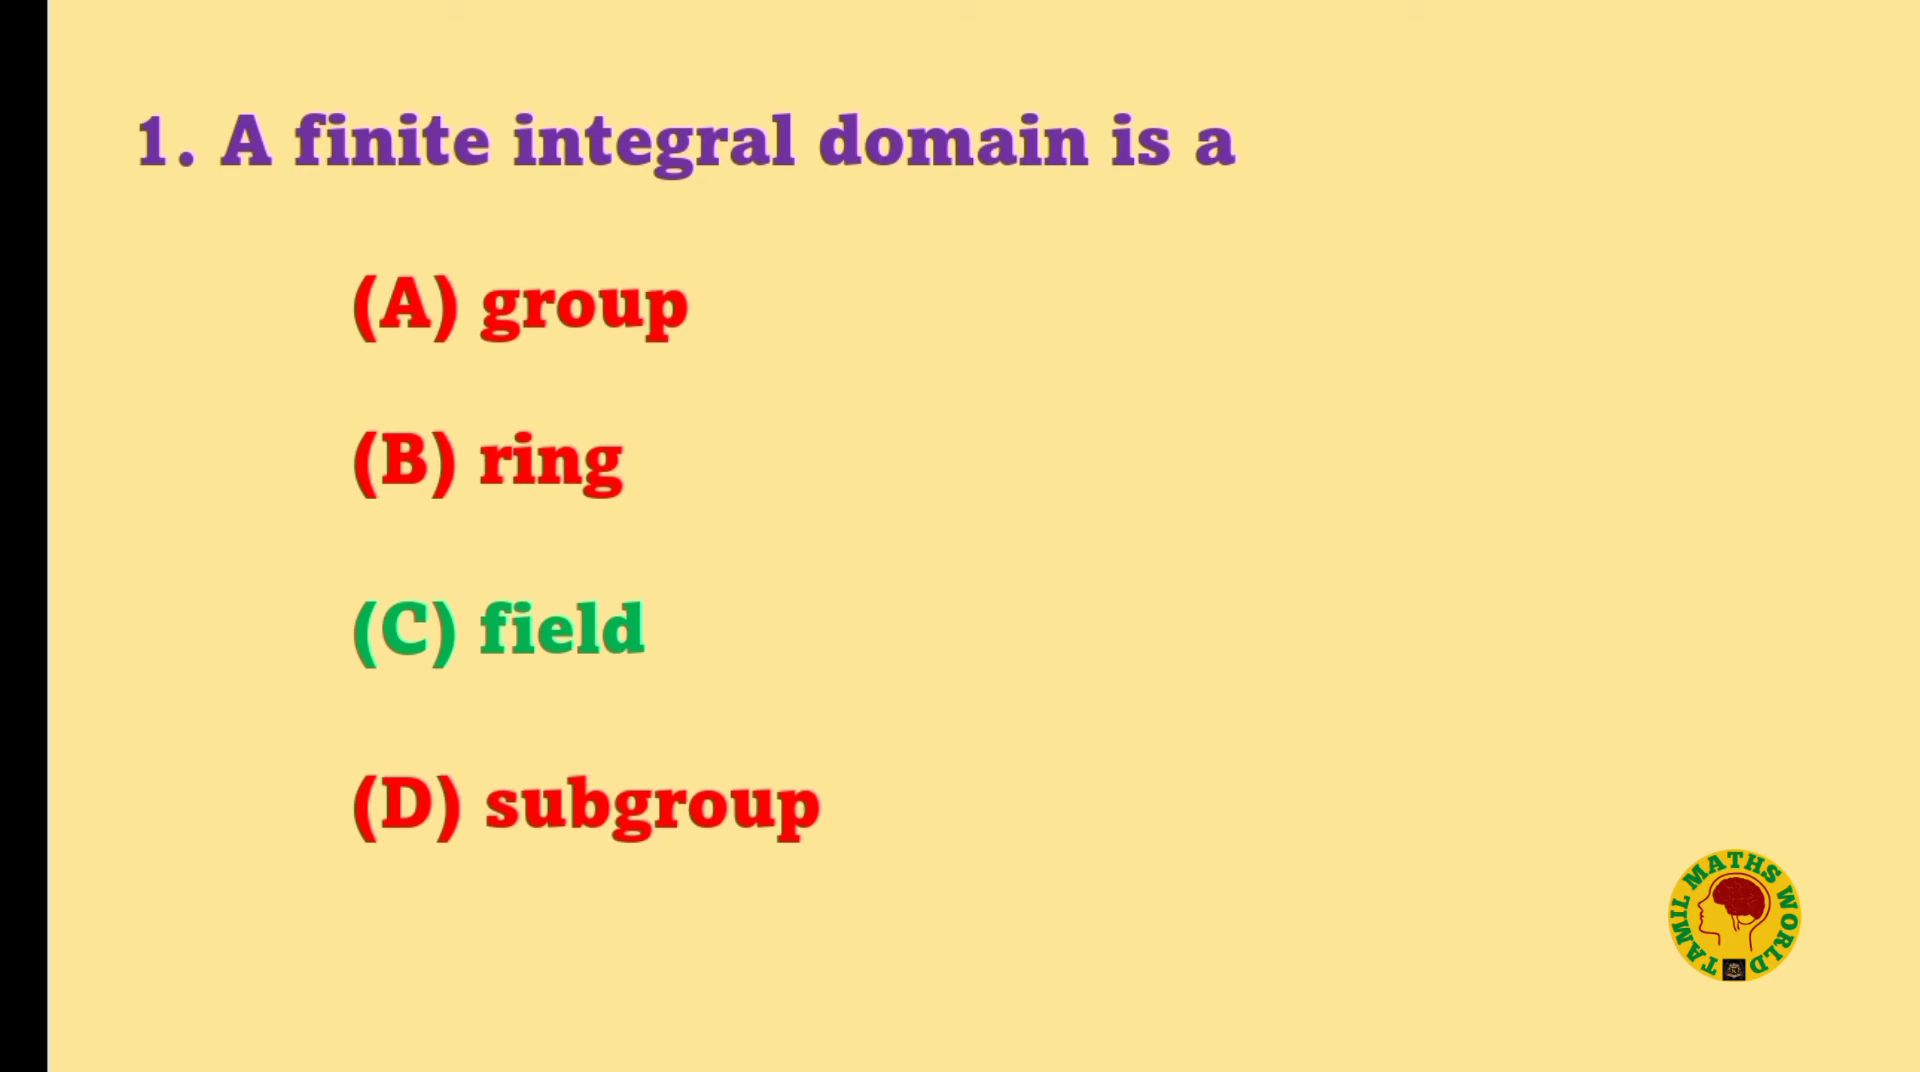 1. A finite integral domain is a
(A) group
(B) ring
(C) field
(D) subgroup
TAMIL MATHS WORLD